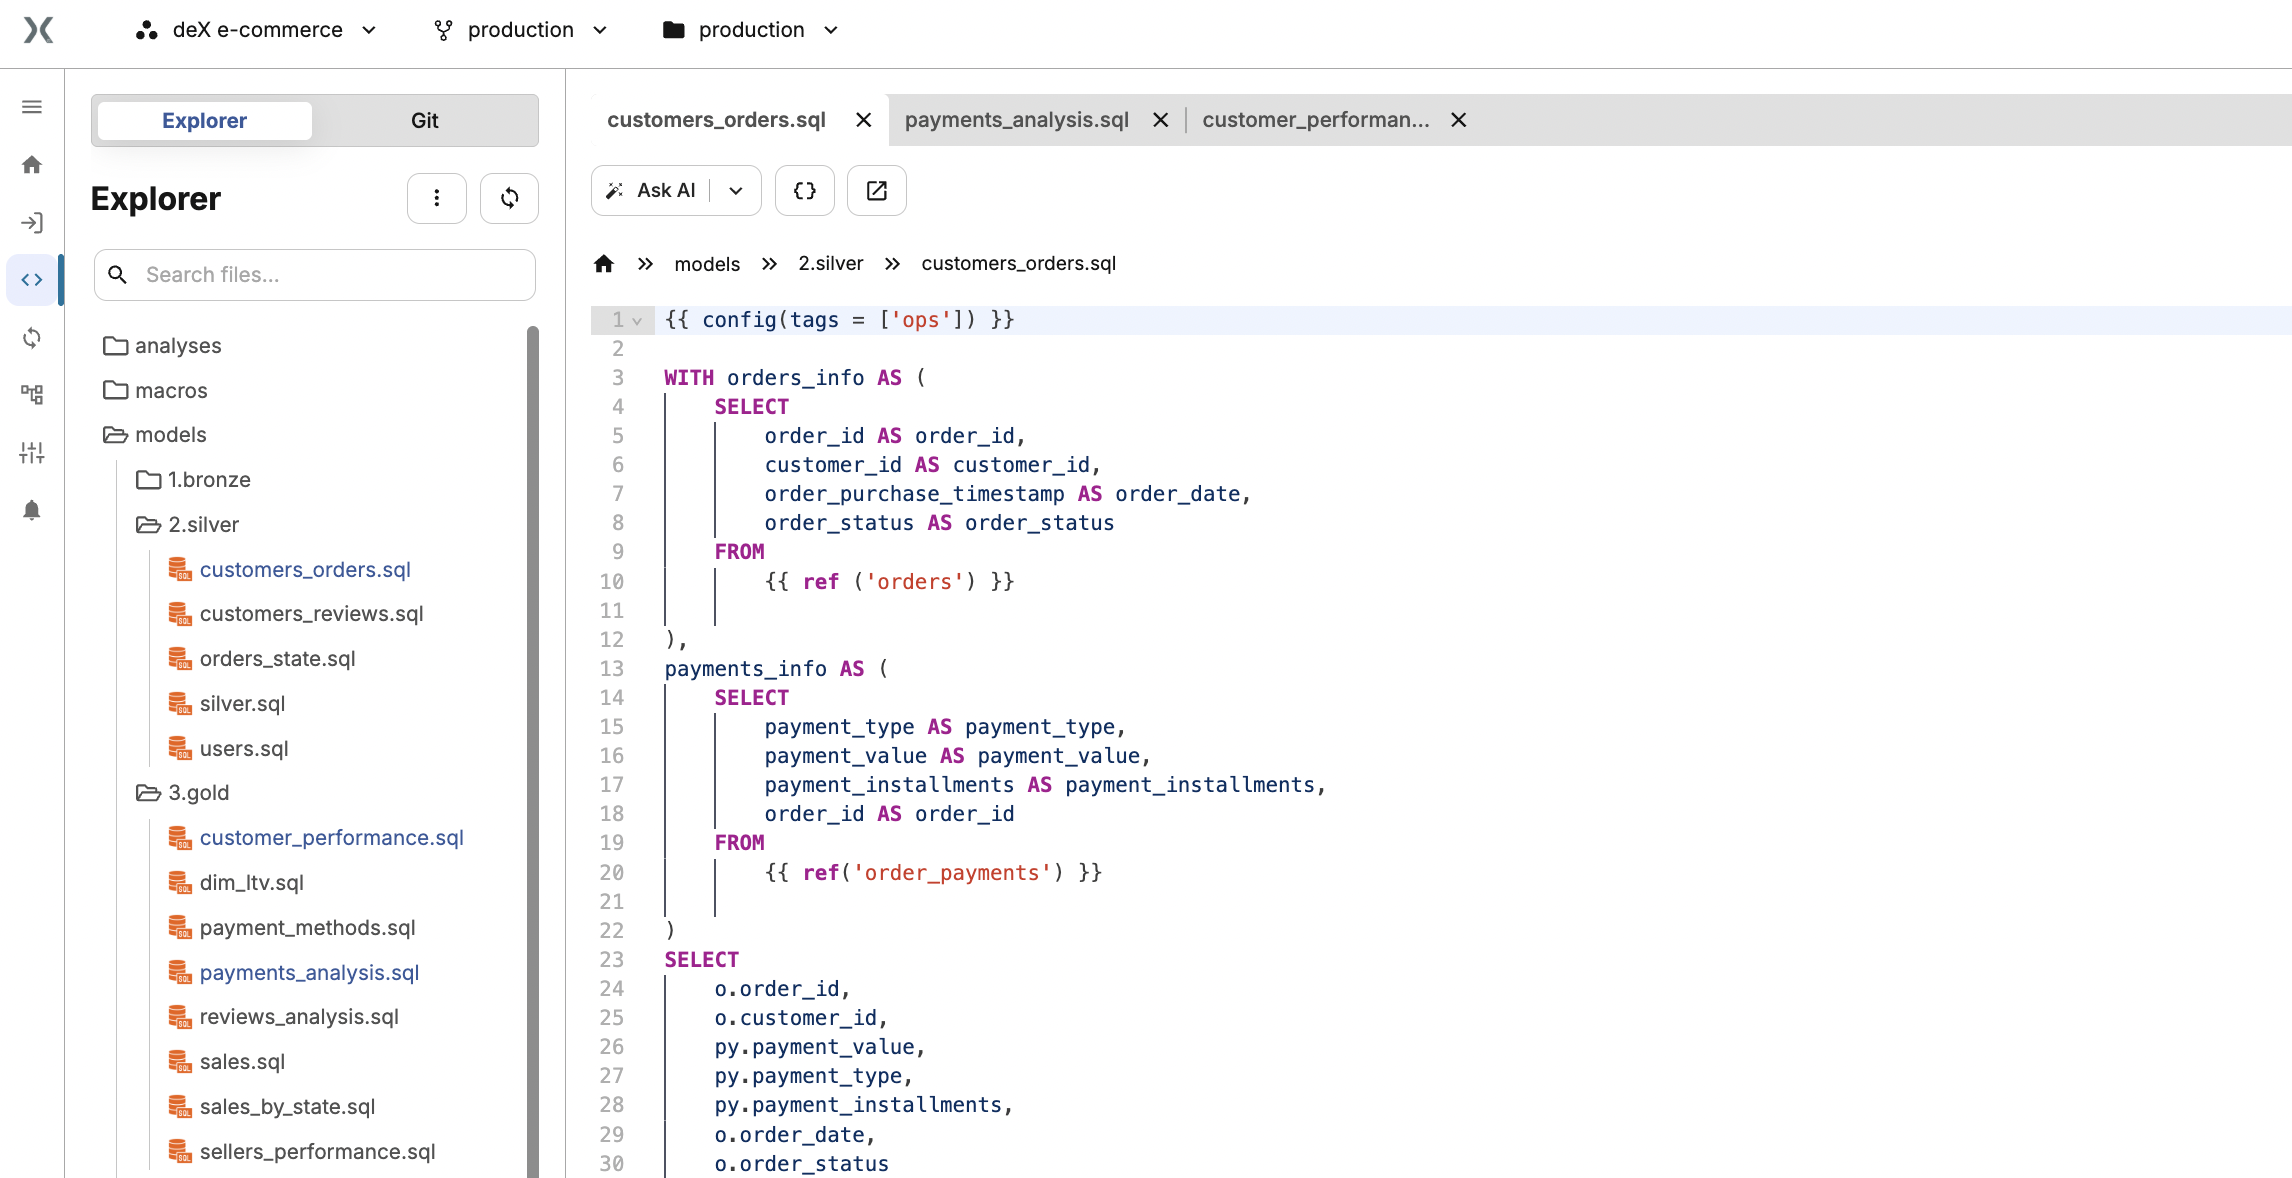 deX e-commerce production production
Explorer Git
Explorer
Search files...
analyses
macros
models
1.bronze
2.silver
customers_orders.sql
customers_reviews.sql
orders_state.sql
silver.sql
users.sql
3.gold
customer_performance.sql
dim_ltv.sql
payment_methods.sql
payments_analysis.sql
reviews_analysis.sql
sales.sql
sales_by_state.sql
sellers_performance.sql
customers_orders.sql payments_analysis.sql customer_performan...
Ask AI {}
models 2.silver customers_orders.sql
1 {{ config(tags = ['ops']) }}
2
3 WITH orders_info AS (
4 SELECT
5 order_id AS order_id,
6 customer_id AS customer_id,
7 order_purchase_timestamp AS order_date,
8 order_status AS order_status
9 FROM
10 {{ ref ('orders') }}
11
12 ),
13 payments_info AS (
14 SELECT
15 payment_type AS payment_type,
16 payment_value AS payment_value,
17 payment_installments AS payment_installments,
18 order_id AS order_id
19 FROM
20 {{ ref('order_payments') }}
21
22 )
23 SELECT
24 o.order_id,
25 o.customer_id,
26 py.payment_value,
27 py.payment_type,
28 py.payment_installments,
29 o.order_date,
30 o.order_status